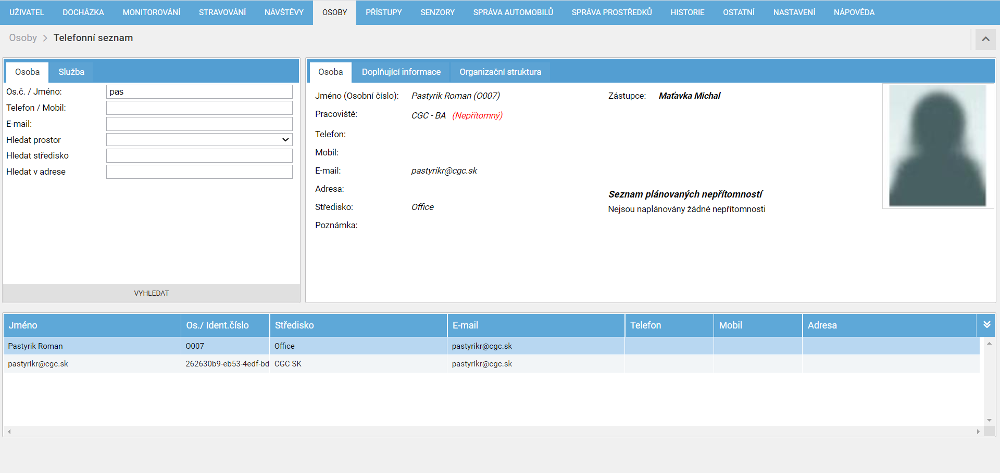 UŽIVATEL DOCHÁZKA MONITOROVÁNÍ STRAVOVÁNÍ NÁVŠTĚVY OSOBY PŘÍSTUPY SENZORY SPRÁVA AUTOMOBILŮ SPRÁVA PROSTŘEDKŮ HISTORIE OSTATNÍ NASTAVENÍ NÁPOVĚDA
Osoby > Telefonní seznam
Osoba Služba
Os.č. / Jméno: pas
Telefon / Mobil:
E-mail:
Hledat prostor
Hledat středisko
Hledat v adrese
VYHLEDAT
Osoba Doplňující informace Organizační struktura
Jméno (Osobní číslo): Pastyrik Roman (O007) Zástupce: Maťavka Michal
Pracoviště: CGC - BA (Nepřítomný)
Telefon:
Mobil:
E-mail: pastyrikr@cgc.sk
Adresa:
Seznam plánovaných nepřítomností
Středisko: Office
Nejsou naplánovány žádné nepřítomnosti
Poznámka:
Jméno Os./ Ident.číslo Středisko E-mail Telefon Mobil Adresa
Pastyrik Roman O007 Office pastyrikr@cgc.sk
pastyrikr@cgc.sk 262630b9-eb53-4edf-bd CGC SK pastyrikr@cgc.sk